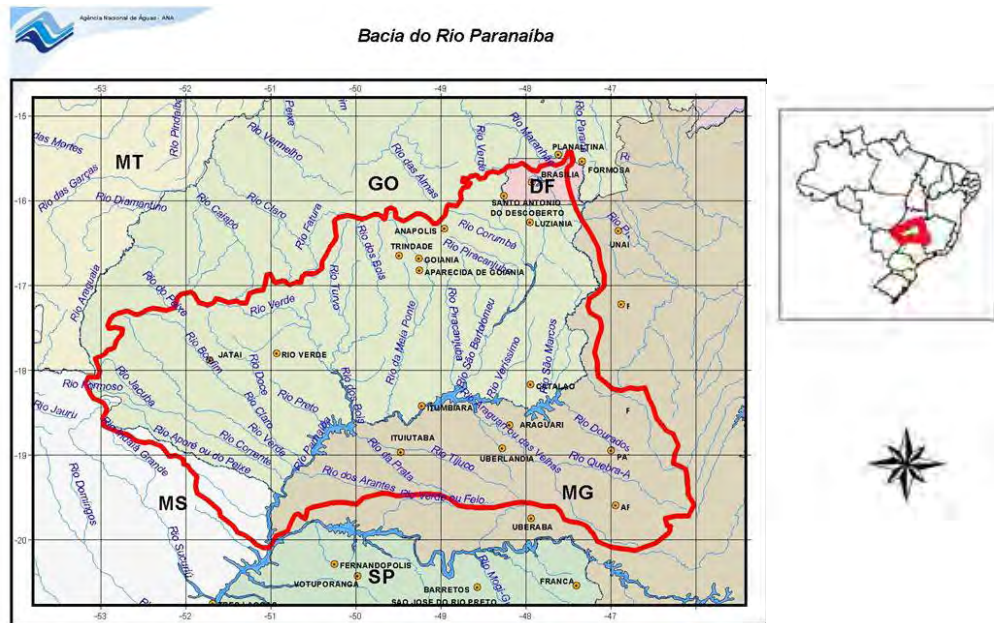 Agência Nacional de Águas - ANA
Bacia do Rio Paranaíba
-53
-52
-51
-50
-49
-48
-47
-46
-15
-16
-17
-18
-19
-20
MT
GO
DF
MG
MS
SP
das Mortes
Rio Pindaíba
Rio das Garças
Rio Diamantino
Rio Araguaia
Peixe
Rio Vermelho
Rio Caiapó
Rio Claro
Rio Fartura
Rio das Almas
Rio Verde
Rio Maranhão
Rio Paranã
PLANALTINA
BRASILIA
FORMOSA
SANTO ANTONIO
DO DESCOBERTO
LUZIANIA
UNAI
ANAPOLIS
TRINDADE
GOIANIA
APARECIDA DE GOIANIA
Rio Corumbá
Rio Piracanjuba
Rio dos Bois
Rio Turvo
Rio do Peixe
Rio Verde
Rio da Meia Ponte
Rio Piracanjuba
Rio São Bartolomeu
Rio Veríssimo
Rio São Marcos
JATAI
RIO VERDE
Rio Bonfim
Rio Doce
Rio Claro
Rio Verde
Rio Preto
Rio dos Bois
Rio Formoso
Rio Jacuba
Rio Jauru
Rio Indaiá Grande
Rio Aporé ou do Peixe
Rio Corrente
Rio Paranaíba
CATALAO
ITUMBIARA
ARAGUARI
Rio Araguari ou das Velhas
Rio Dourados
ITUIUTABA
UBERLANDIA
Rio Quebra-A
PA
Rio da Prata
Rio Tijuco
Rio dos Arantes
Rio Verde ou Feio
AF
UBERABA
Rio Domingos
Rio Sucuriú
FERNANDOPOLIS
VOTUPORANGA
BARRETOS
FRANCA
SAO JOSE DO RIO PRETO
Rio Mogi-G